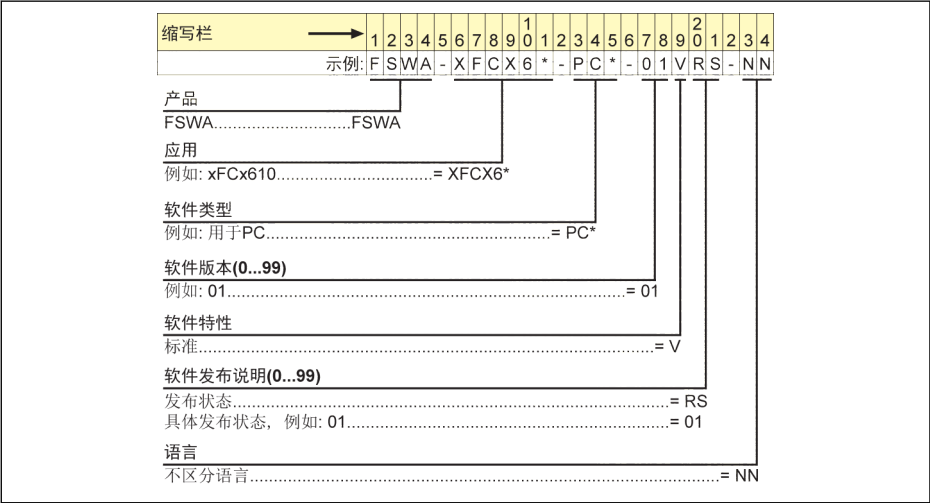 缩写栏 1 2 3 4 5 6 7 8 9 10 1 2 3 4 5 6 7 8 9 20 1 2 3 4
示例: F S W A - X F C X 6 * - P C * - 0 1 V R S - N N
产品
FSWA..............................FSWA
应用
例如: xFCx610..................................= XFCX6*
软件类型
例如: 用于PC..............................................................= PC*
软件版本(0...99)
例如: 01.......................................................................................= 01
软件特性
标准....................................................................................................= V
软件发布说明(0...99)
发布状态................................................................................................= RS
具体发布状态, 例如: 01.......................................................................= 01
语言
不区分语言.......................................................................................................= NN